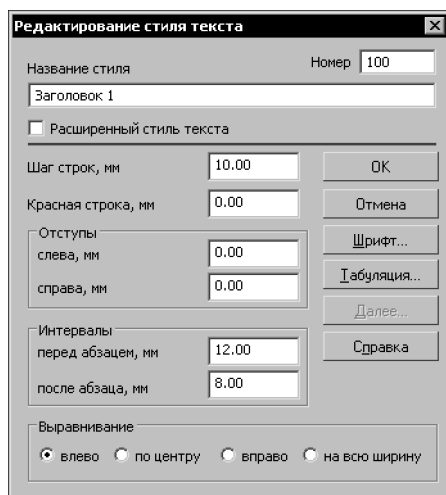 Редактирование стиля текста
Номер 100
Название стиля
Заголовок 1
Расширенный стиль текста
Шаг строк, мм 10.00 OK
Красная строка, мм 0.00 Отмена
Отступы Шрифт...
слева, мм 0.00
справа, мм 0.00 Табуляция...
Далее...
Интервалы
перед абзацем, мм 12.00 Справка
после абзаца, мм 8.00
Выравнивание
влево по центру вправо на всю ширину